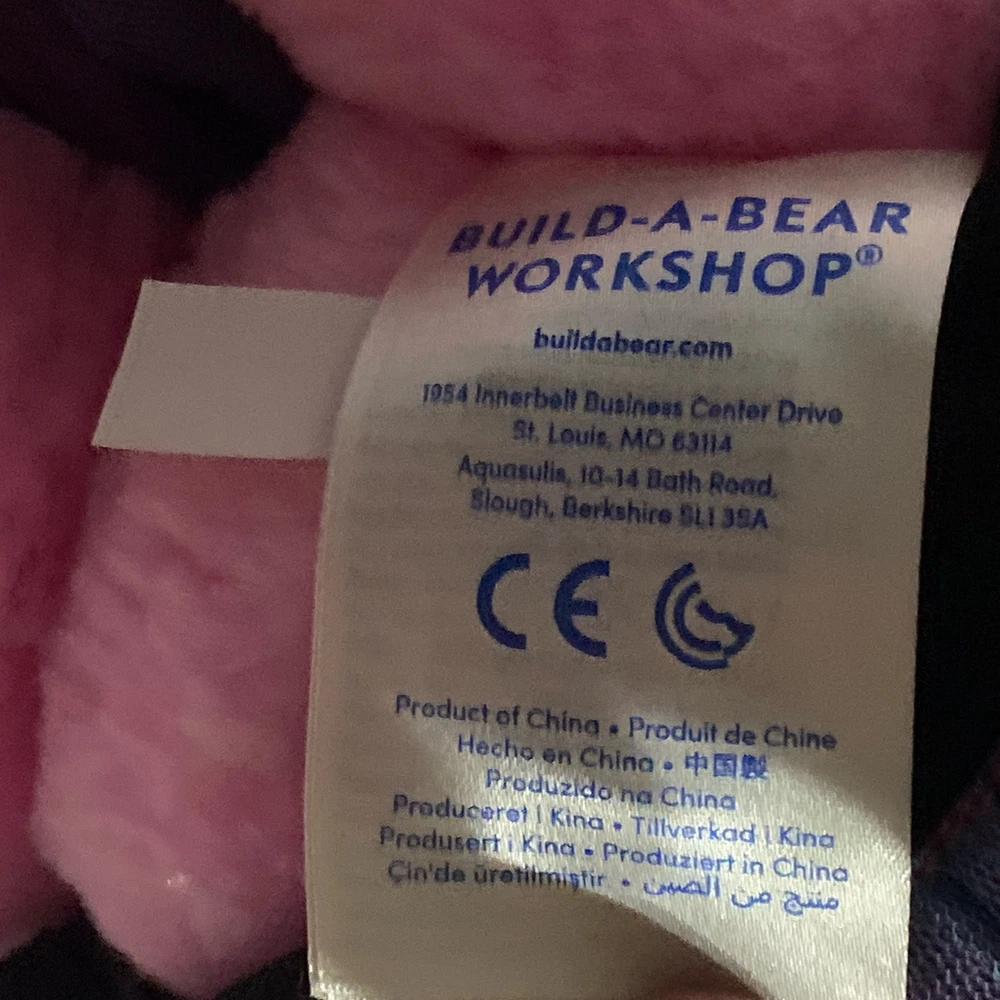 BUILD-A-BEAR
WORKSHOP®
buildabear.com
1954 Innerbelt Business Center Drive
St. Louis, MO 63114
Aquasulis, 10-14 Bath Road,
Slough, Berkshire SL1 3SA
CE
Product of China • Produit de Chine
Hecho en China • 中国製
Produzido na China
Produceret i Kina • Tillverkad i Kina
Produsert i Kina • Produziert in China
Çin'de üretilmiştir • منتج من الصين